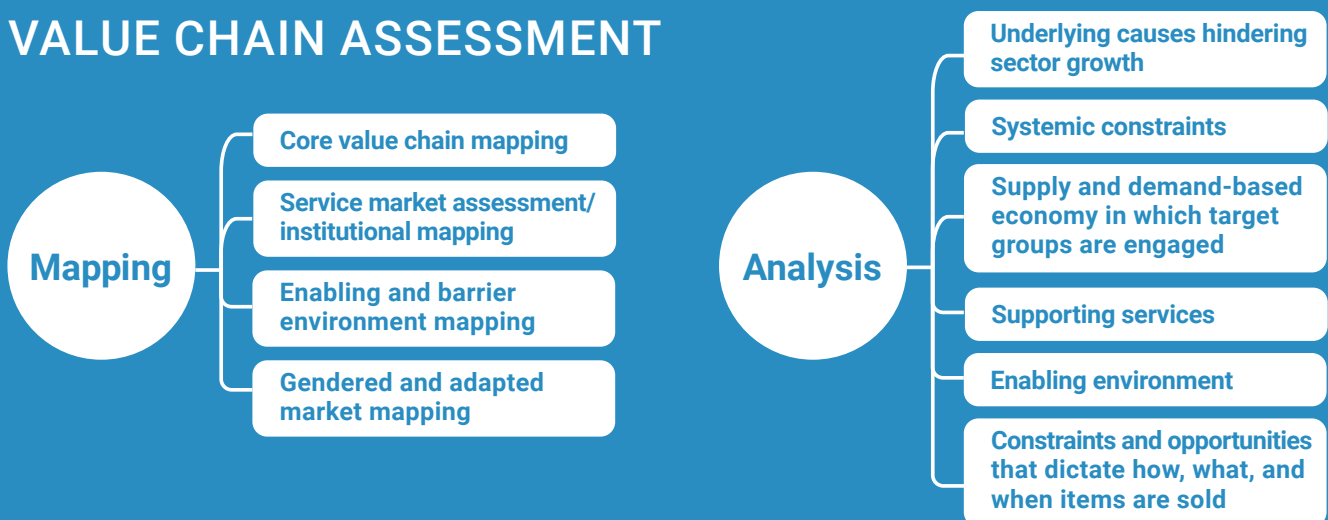 VALUE CHAIN ASSESSMENT
Mapping
Core value chain mapping
Service market assessment/
institutional mapping
Enabling and barrier
environment mapping
Gendered and adapted
market mapping
Analysis
Underlying causes hindering
sector growth
Systemic constraints
Supply and demand-based
economy in which target
groups are engaged
Supporting services
Enabling environment
Constraints and opportunities
that dictate how, what, and
when items are sold